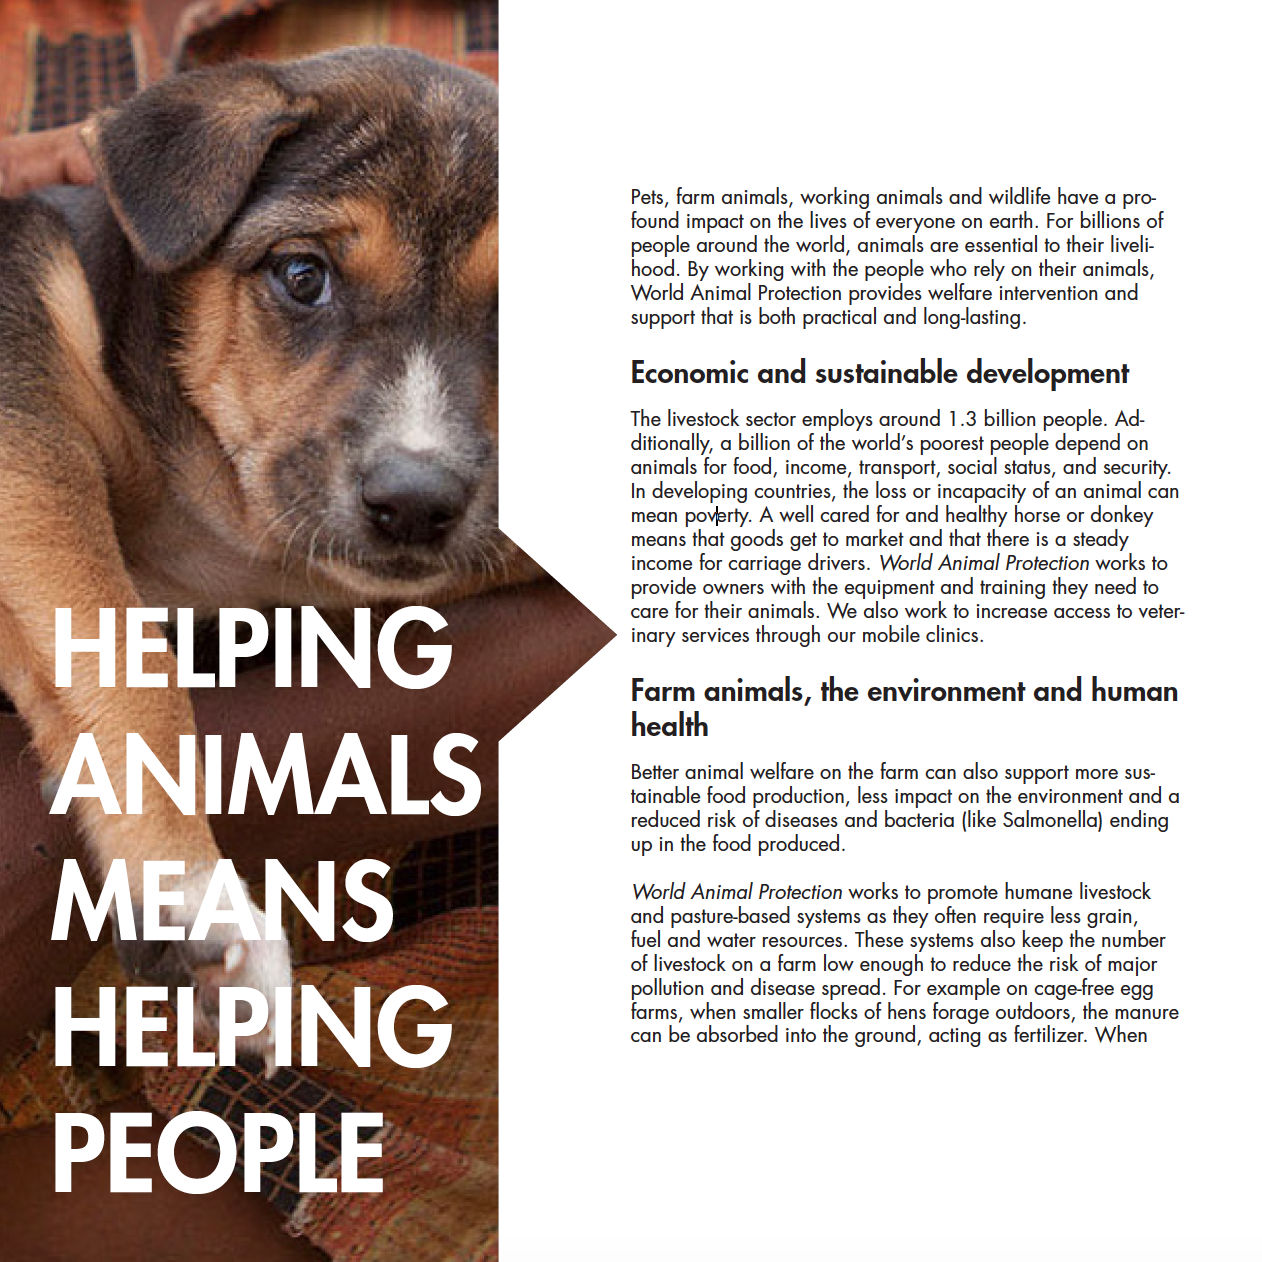 HELPING
ANIMALS
MEANS
HELPING
PEOPLE
Pets, farm animals, working animals and wildlife have a pro-
found impact on the lives of everyone on earth. For billions of
people around the world, animals are essential to their liveli-
hood. By working with the people who rely on their animals,
World Animal Protection provides welfare intervention and
support that is both practical and long-lasting.
Economic and sustainable development
The livestock sector employs around 1.3 billion people. Ad-
ditionally, a billion of the world's poorest people depend on
animals for food, income, transport, social status, and security.
In developing countries, the loss or incapacity of an animal can
mean poverty. A well cared for and healthy horse or donkey
means that goods get to market and that there is a steady
income for carriage drivers. World Animal Protection works to
provide owners with the equipment and training they need to
care for their animals. We also work to increase access to veter-
inary services through our mobile clinics.
Farm animals, the environment and human
health
Better animal welfare on the farm can also support more sus-
tainable food production, less impact on the environment and a
reduced risk of diseases and bacteria (like Salmonella) ending
up in the food produced.
World Animal Protection works to promote humane livestock
and pasture-based systems as they often require less grain,
fuel and water resources. These systems also keep the number
of livestock on a farm low enough to reduce the risk of major
pollution and disease spread. For example on cage-free egg
farms, when smaller flocks of hens forage outdoors, the manure
can be absorbed into the ground, acting as fertilizer. When